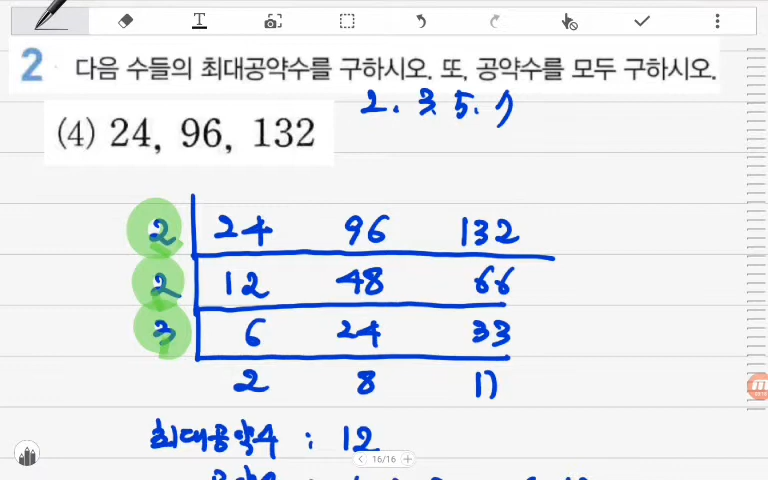 2 다음 수들의 최대공약수를 구하시오. 또, 공약수를 모두 구하시오.
2. 3. 5. 7
(4) 24, 96, 132
2 24 96 132
2 12 48 66
3 6 24 33
2 8 11
최대공약수 : 12
16/16